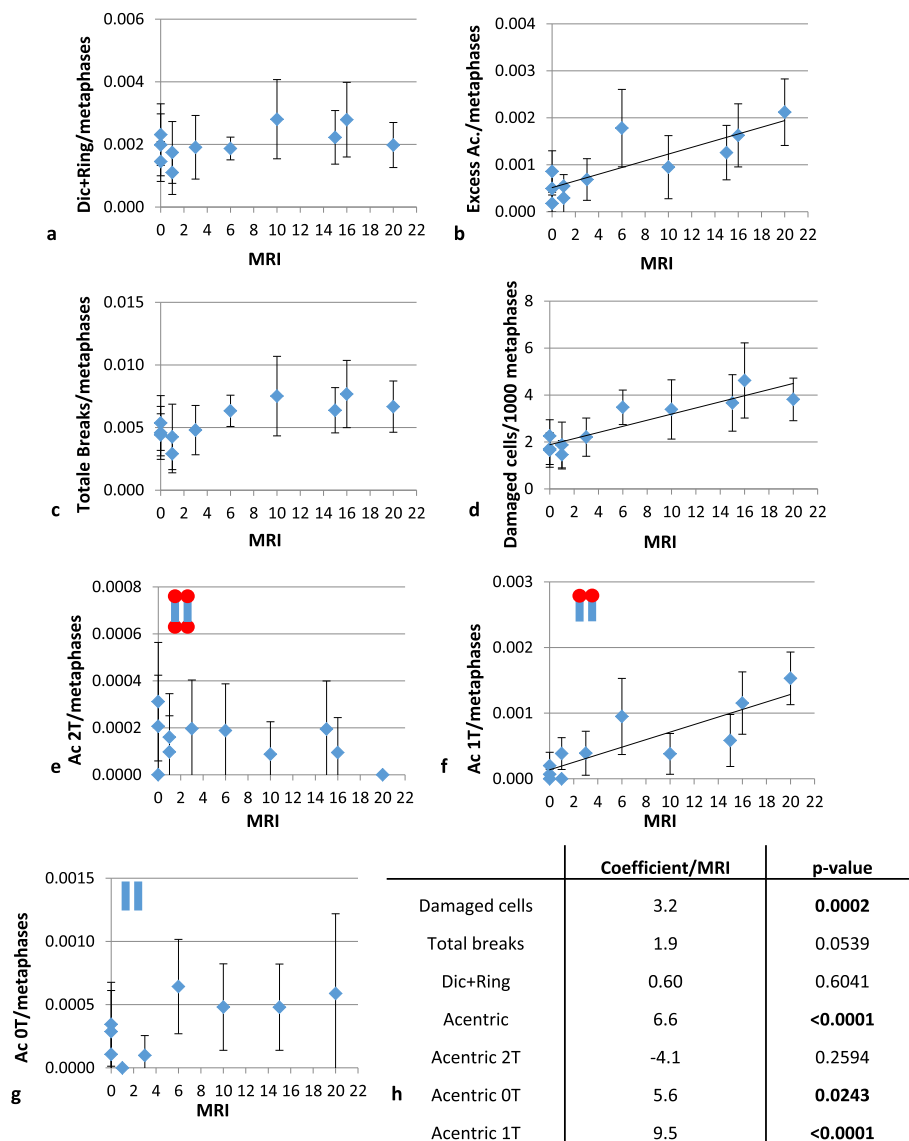 0.006
0.004
0.002
0.000
Dic+Ring/metaphases
0 2 4 6 8 10 12 14 16 18 20 22
a
MRI
0.004
0.003
0.002
0.001
0.000
Excess Ac./metaphases
0 2 4 6 8 10 12 14 16 18 20 22
b
MRI
0.015
0.010
0.005
0.000
Totale Breaks/metaphases
0 2 4 6 8 10 12 14 16 18 20 22
c
MRI
8
6
4
2
0
Damaged cells/1000 metaphases
0 2 4 6 8 10 12 14 16 18 20 22
d
MRI
0.0008
0.0006
0.0004
0.0002
0.0000
Ac 2T/metaphases
0 2 4 6 8 10 12 14 16 18 20 22
e
MRI
0.003
0.002
0.001
0.000
Ac 1T/metaphases
0 2 4 6 8 10 12 14 16 18 20 22
f
MRI
0.0015
0.0010
0.0005
0.0000
Ac 0T/metaphases
0 2 4 6 8 10 12 14 16 18 20 22
g
MRI
h
Coefficient/MRI p-value
Damaged cells 3.2 0.0002
Total breaks 1.9 0.0539
Dic+Ring 0.60 0.6041
Acentric 6.6 <0.0001
Acentric 2T -4.1 0.2594
Acentric 0T 5.6 0.0243
Acentric 1T 9.5 <0.0001